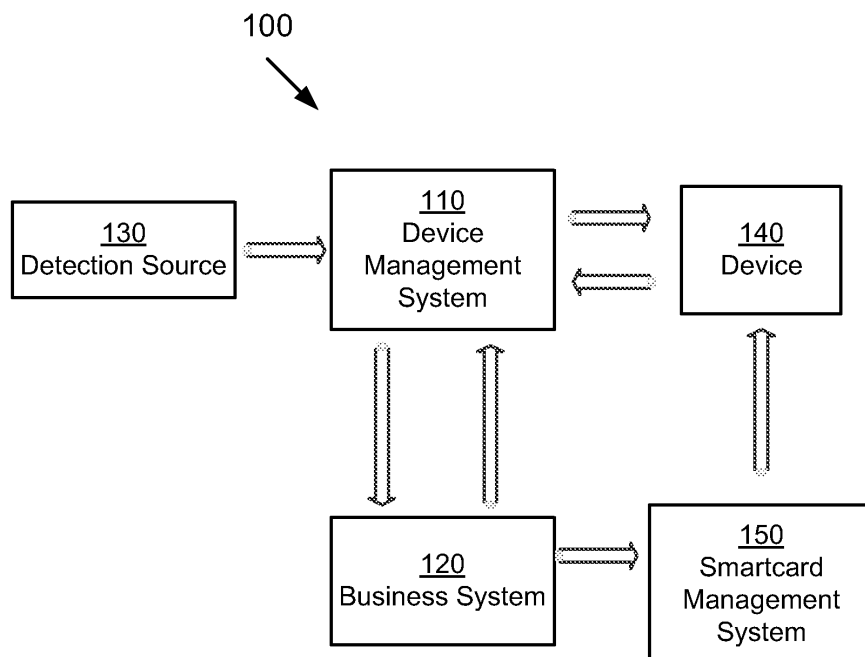 100
130
Detection Source
110
Device
Management
System
140
Device
120
Business System
150
Smartcard
Management
System